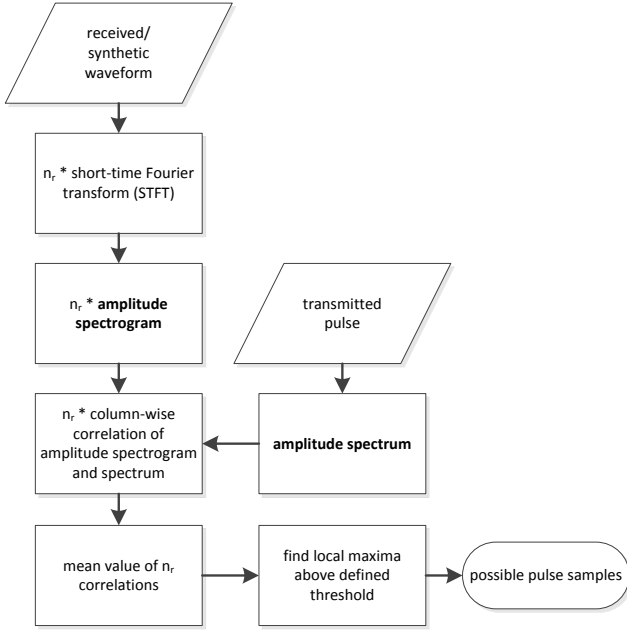 received/
synthetic
waveform
nr * short-time Fourier
transform (STFT)
nr * amplitude
spectrogram
transmitted
pulse
nr * column-wise
correlation of
amplitude spectrogram
and spectrum
amplitude spectrum
mean value of nr
correlations
find local maxima
above defined
threshold
possible pulse samples